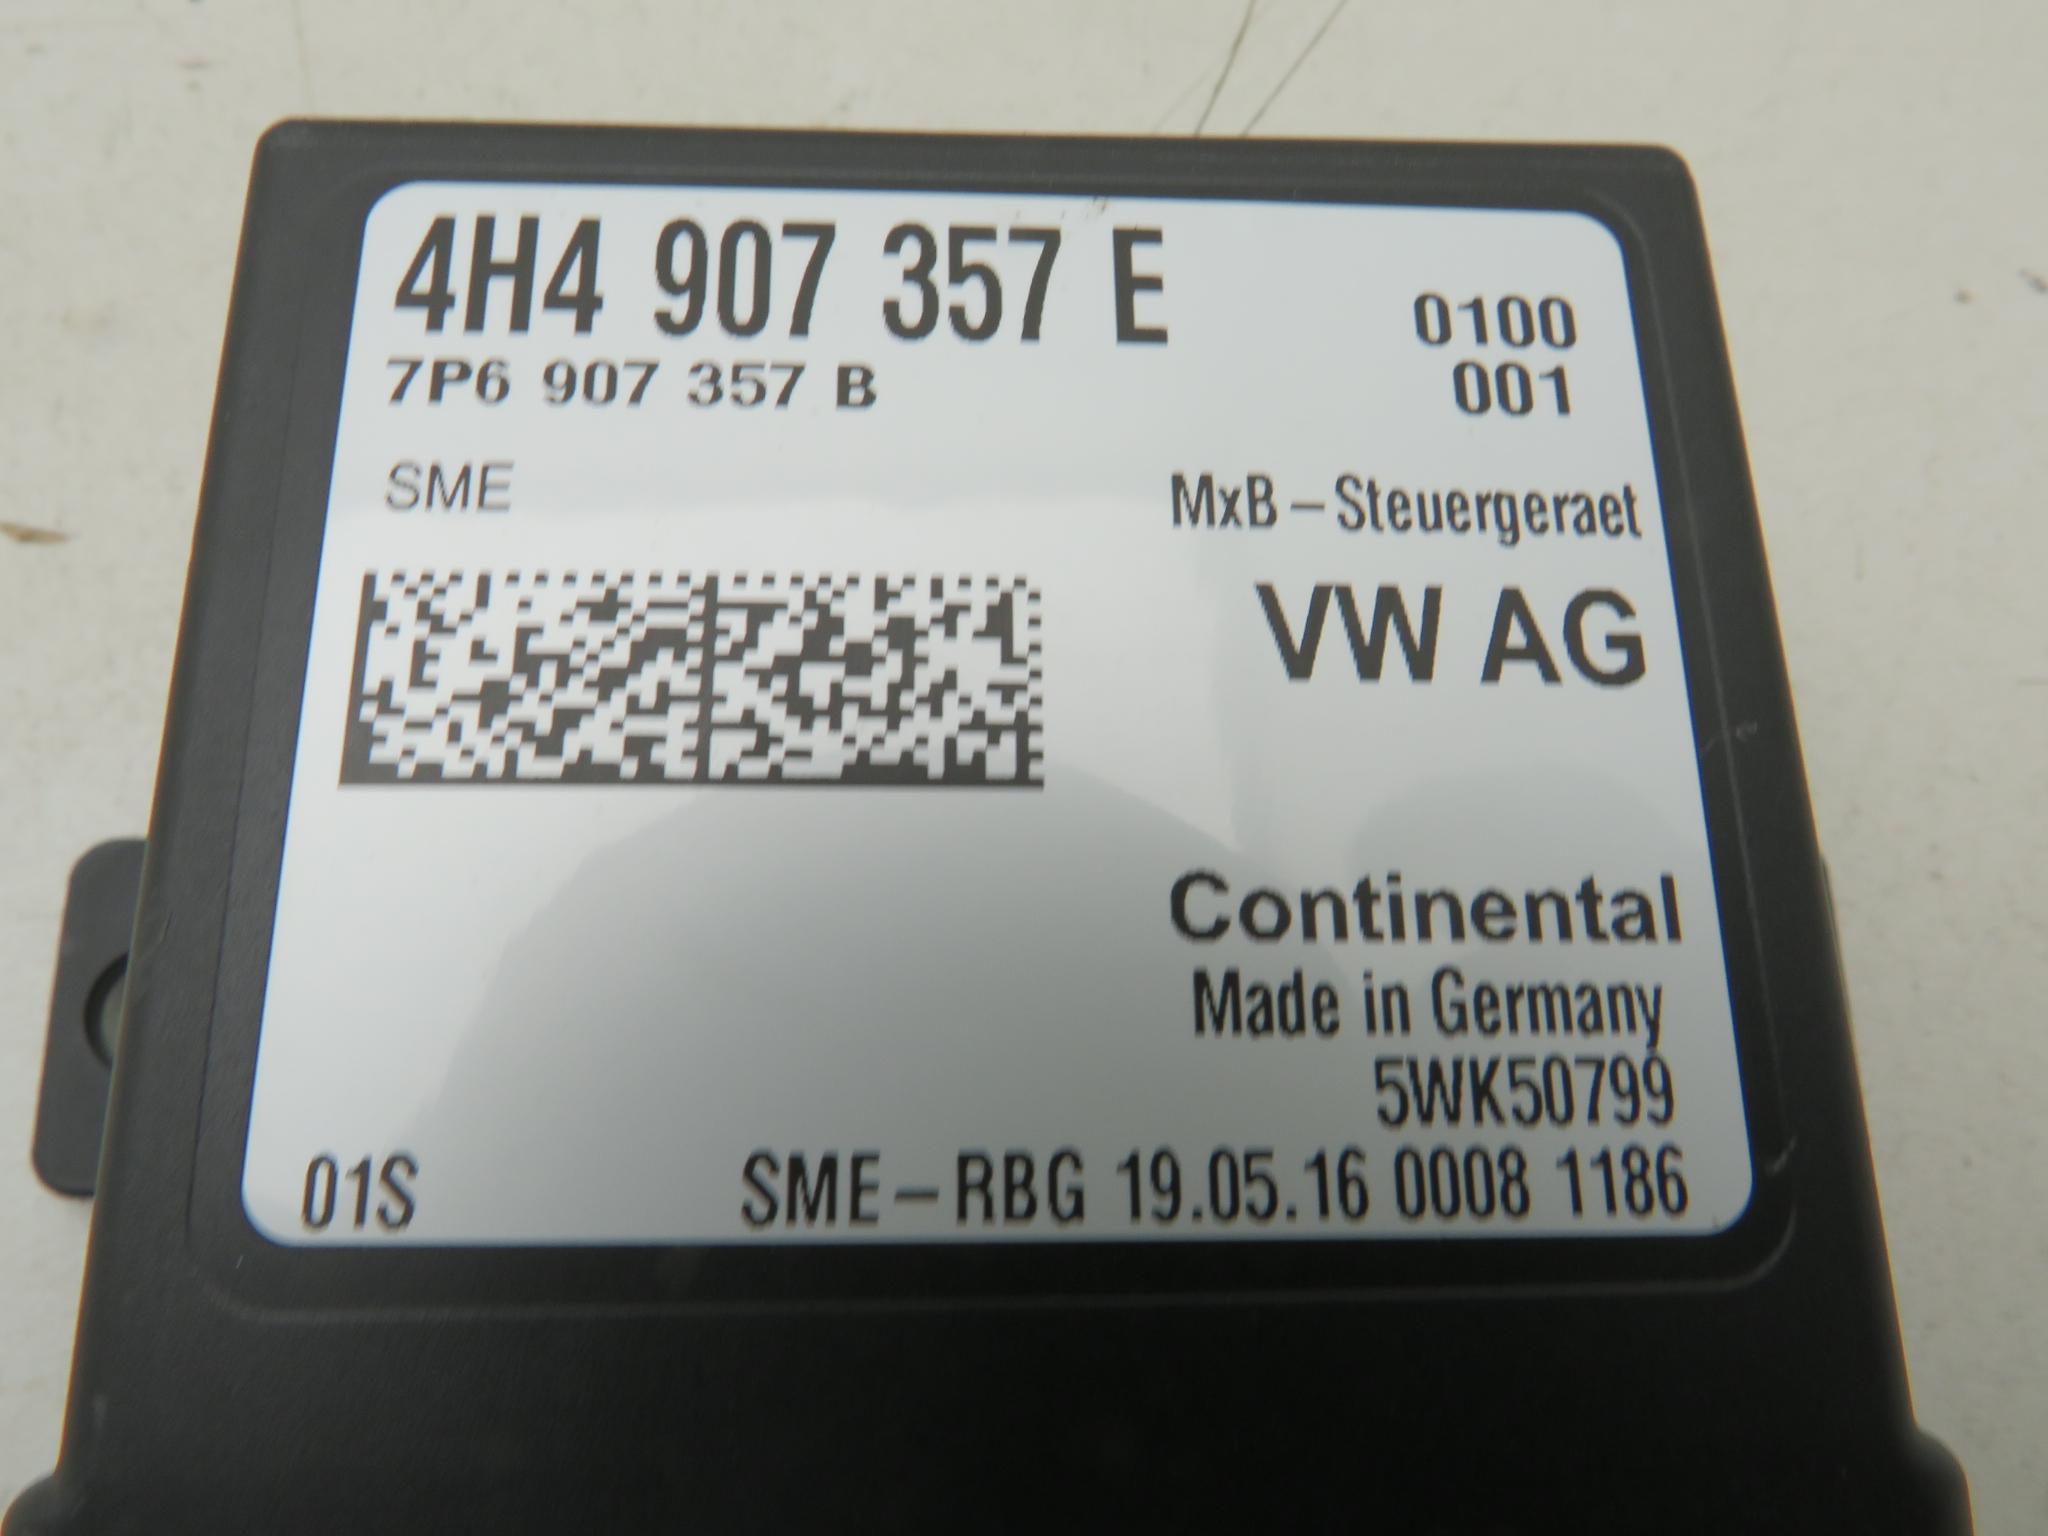 4H4 907 357 E
7P6 907 357 B
0100
001
SME
MxB-Steuergeraet
VW AG
Continental
Made in Germany
5WK50799
01S
SME-RBG 19.05.16 0008 1186